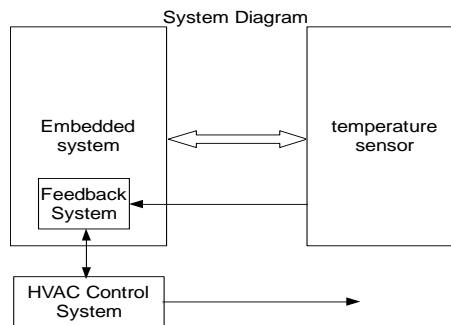 System Diagram
Embedded
system
temperature
sensor
Feedback
System
HVAC Control
System